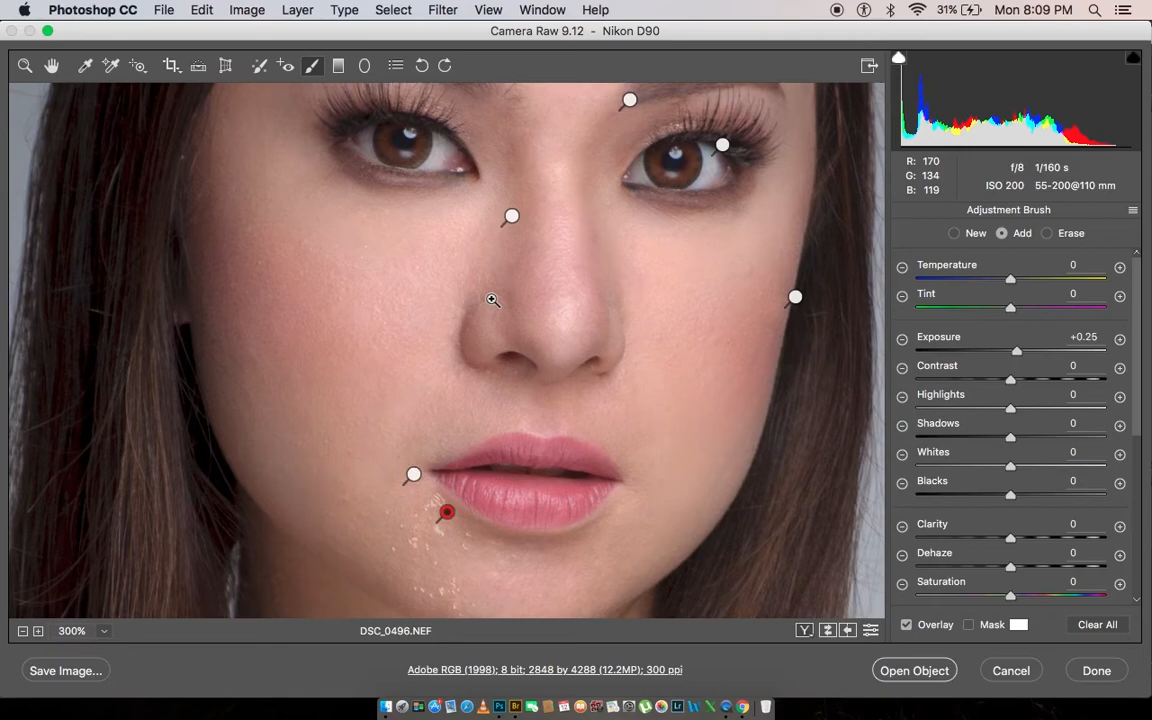 Photoshop CC File Edit Image Layer Type Select Filter View Window Help 31% Mon 8:09 PM
Camera Raw 9.12 - Nikon D90
R: 170 f/8 1/160 s
G: 134
B: 119 ISO 200 55-200@110 mm
Adjustment Brush
New Add Erase
Temperature 0
Tint 0
Exposure +0.25
Contrast 0
Highlights 0
Shadows 0
Whites 0
Blacks 0
Clarity 0
Dehaze 0
Saturation 0
Overlay Mask Clear All
300% DSC_0496.NEF Y
Save Image... Adobe RGB (1998); 8 bit; 2848 by 4288 (12.2MP); 300 ppi Open Object Cancel Done
Ps Br Lr